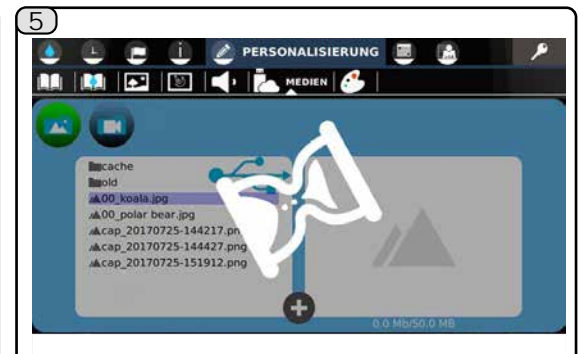 5
PERSONALISIERUNG
MEDIEN
cache
old
00_koala.jpg
00_polar bear.jpg
cap_20170725-144217.pn
cap_20170725-144427.png
cap_20170725-151912.png
0.0 Mb/50.0 MB